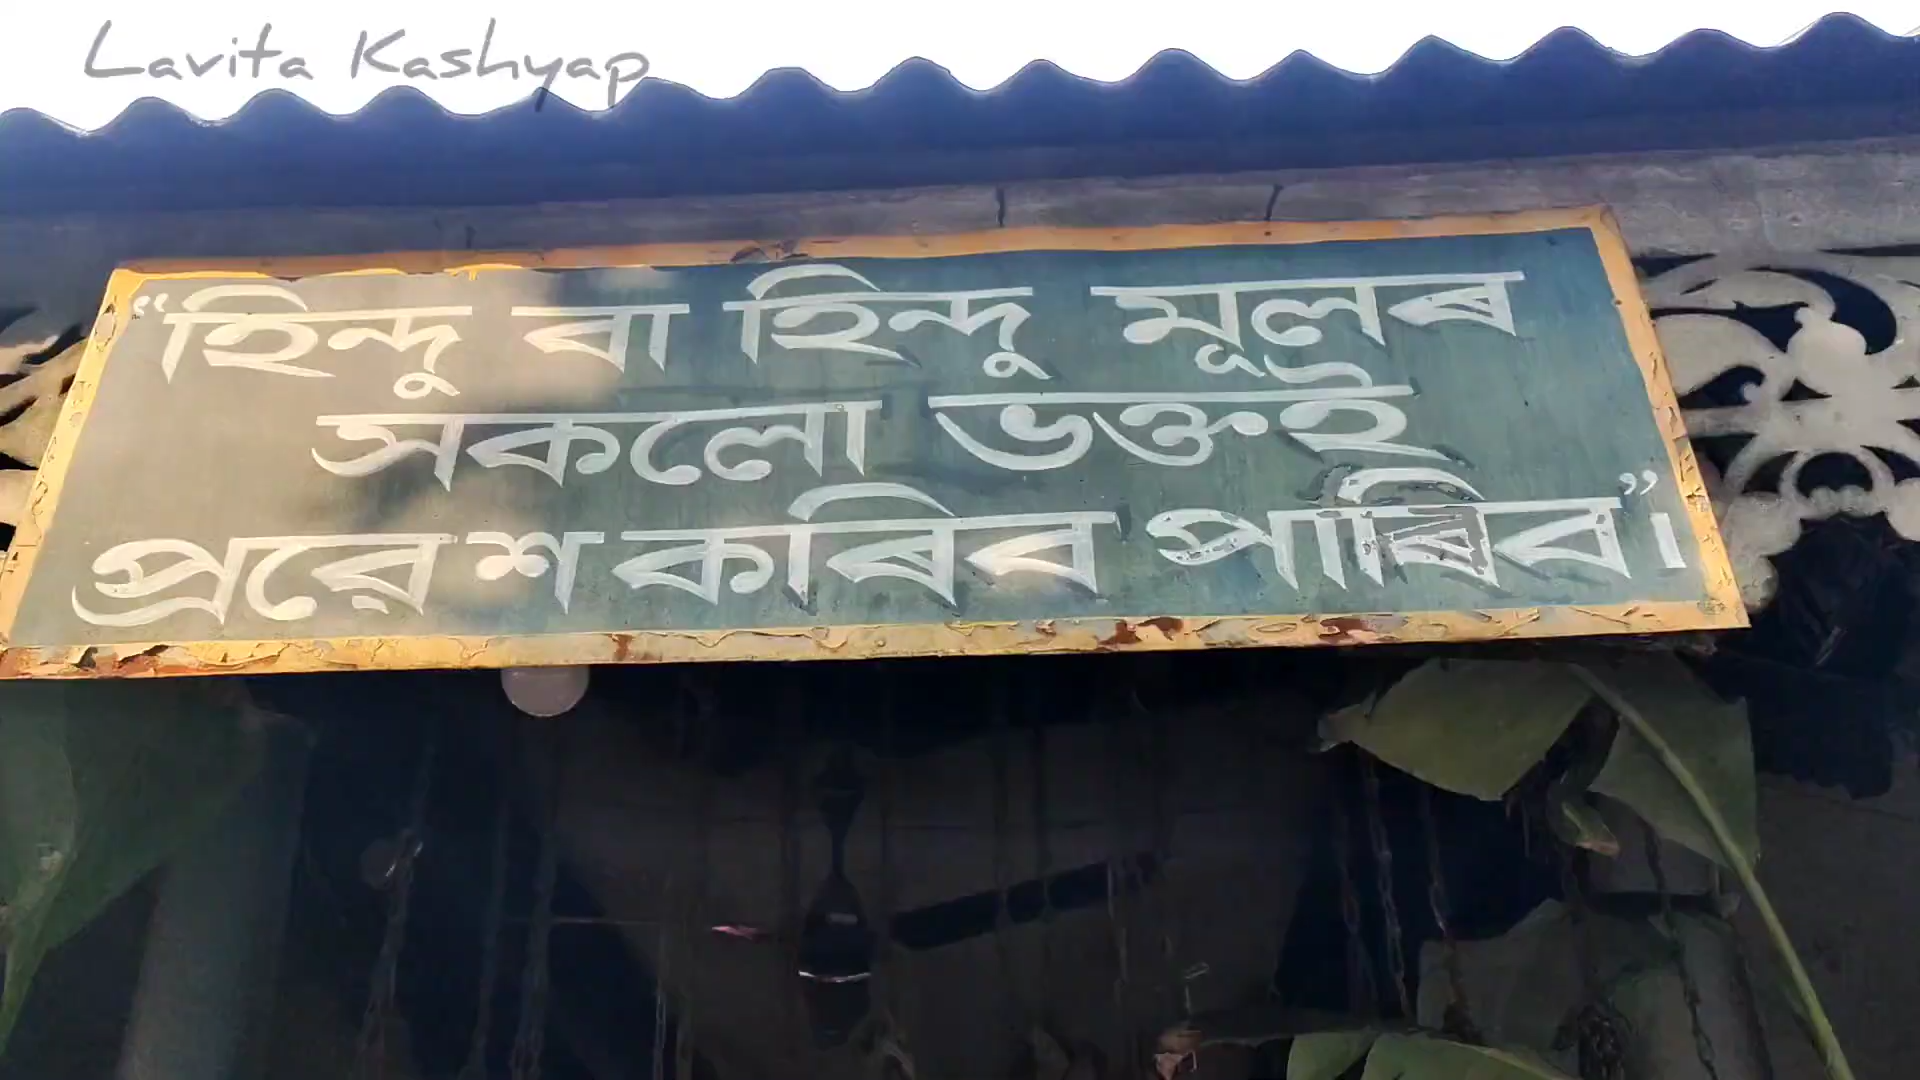 Lavita Kashyap
“হিন্দু বা হিন্দু মূলৰ
সকলো ভক্তই
প্ৰৱেশ কৰিব পাৰিব”।